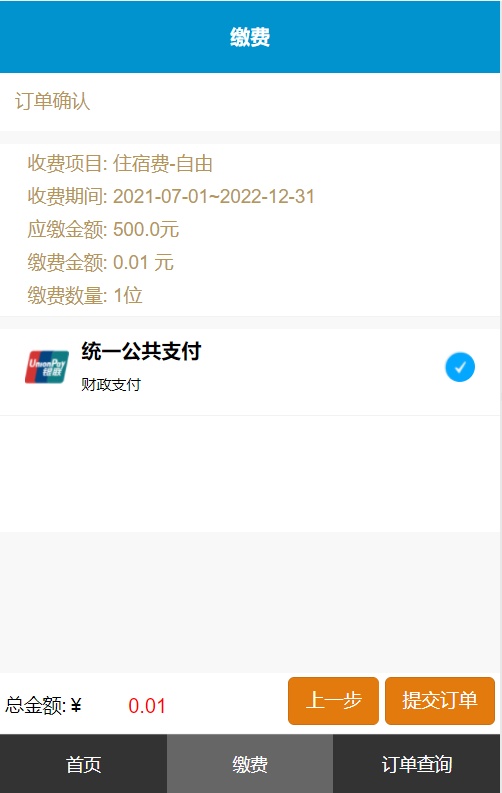 缴费
订单确认
收费项目: 住宿费-自由
收费期间: 2021-07-01~2022-12-31
应缴金额: 500.0元
缴费金额: 0.01 元
缴费数量: 1位
UnionPay
银联
统一公共支付
财政支付
总金额: ¥ 0.01 上一步 提交订单
首页 缴费 订单查询